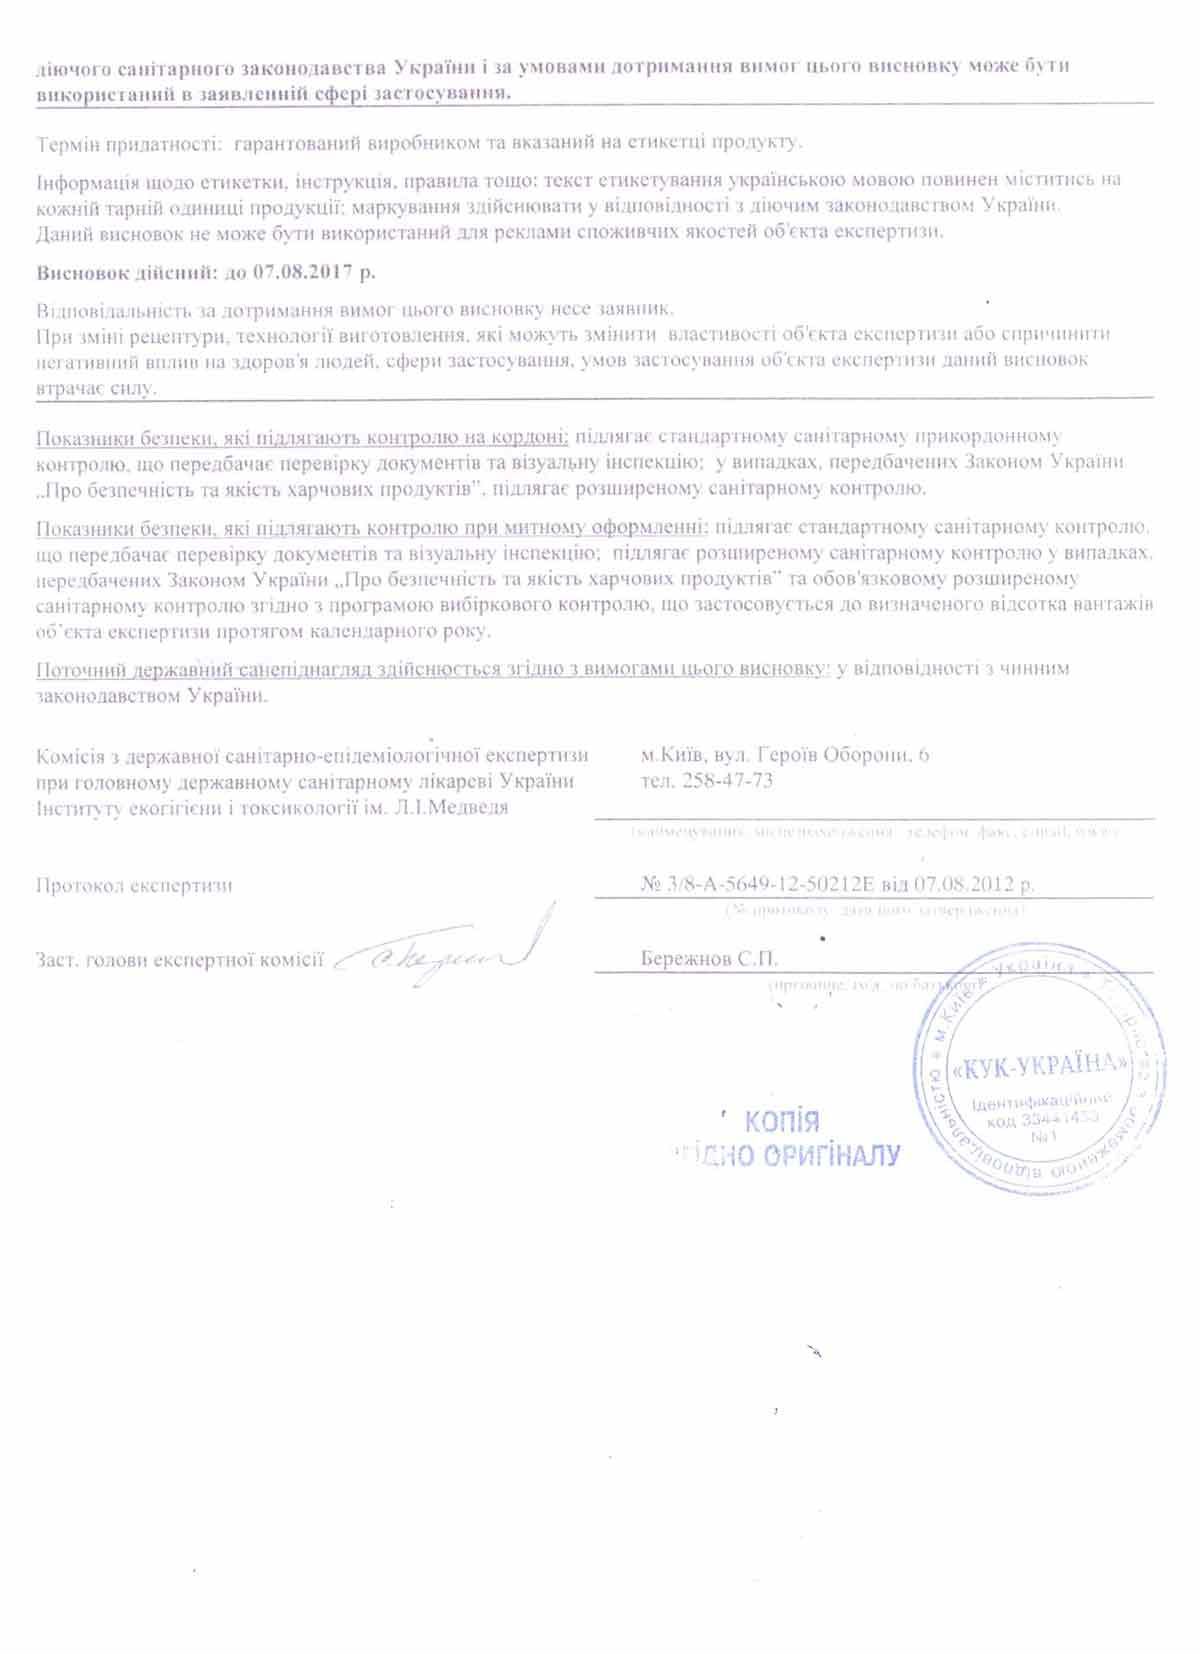 діючого санітарного законодавства України і за умовами дотримання вимог цього висновку може бути
використаний в заявленній сфері застосування.
Термін придатності: гарантований виробником та вказаний на етикетці продукту.
Інформація щодо етикетки, інструкція, правила тощо: текст етикетування українською мовою повинен міститись на
кожній тарній одиниці продукції; маркування здійснювати у відповідності з діючим законодавством України.
Даний висновок не може бути використаний для реклами споживчих якостей об'єкта експертизи.
Висновок дійсний: до 07.08.2017 р.
Відповідальність за дотримання вимог цього висновку несе заявник.
При зміні рецептури, технології виготовлення, які можуть змінити властивості об'єкта експертизи або спричинити
негативний вплив на здоров'я людей, сфери застосування, умов застосування об'єкта експертизи даний висновок
втрачає силу.
Показники безпеки, які підлягають контролю на кордоні: підлягає стандартному санітарному прикордонному
контролю, що передбачає перевірку документів та візуальну інспекцію; у випадках, передбачених Законом України
„Про безпечність та якість харчових продуктів”, підлягає розширеному санітарному контролю.
Показники безпеки, які підлягають контролю при митному оформленні: підлягає стандартному санітарному контролю,
що передбачає перевірку документів та візуальну інспекцію; підлягає розширеному санітарному контролю у випадках,
передбачених Законом України „Про безпечність та якість харчових продуктів” та обов'язковому розширеному
санітарному контролю згідно з програмою вибіркового контролю, що застосовується до визначеного відсотка вантажів
об’єкта експертизи протягом календарного року.
Поточний державний санепіднагляд здійснюється згідно з вимогами цього висновку: у відповідності з чинним
законодавством України.
Комісія з державної санітарно-епідеміологічної експертизи
при головному державному санітарному лікареві України
Інституту екогігієни і токсикології ім. Л.І.Медведя
м.Київ, вул. Героїв Оборони, 6
тел. 258-47-73
(найменування, місцезнаходження, телефон, факс, email, www)
Протокол експертизи № 3/8-А-5649-12-50212Е від 07.08.2012 р.
(№ протоколу, дата його затвердження)
Заст. голови експертної комісії Бережнов С.П.
(прізвище, ім'я, по батькові)
м.Київ * Україна * відповідальністю
«КУК-УКРАЇНА»
Ідентифікаційний
код 33441433
№1
КОПІЯ
ГІДНО ОРИГІНАЛУ